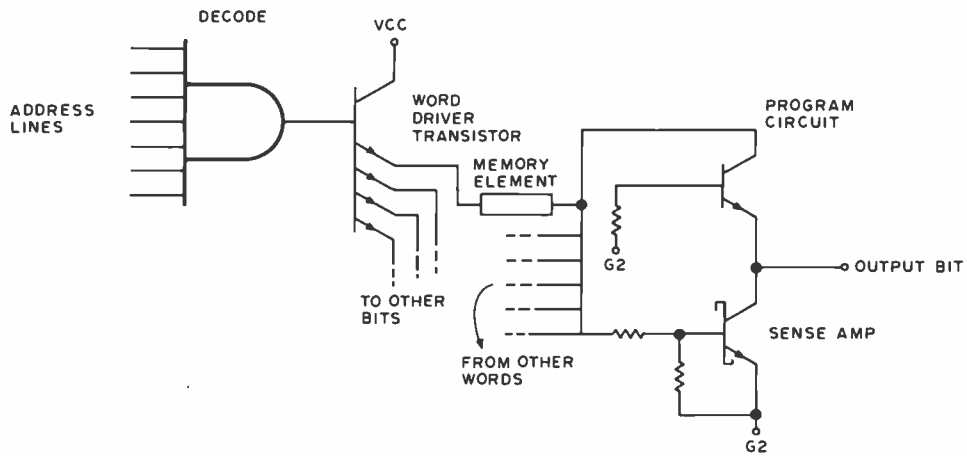 DECODE
VCC
ADDRESS
LINES
WORD
DRIVER
TRANSISTOR
PROGRAM
CIRCUIT
MEMORY
ELEMENT
G2
OUTPUT BIT
TO OTHER
BITS
SENSE AMP
FROM OTHER
WORDS
G2